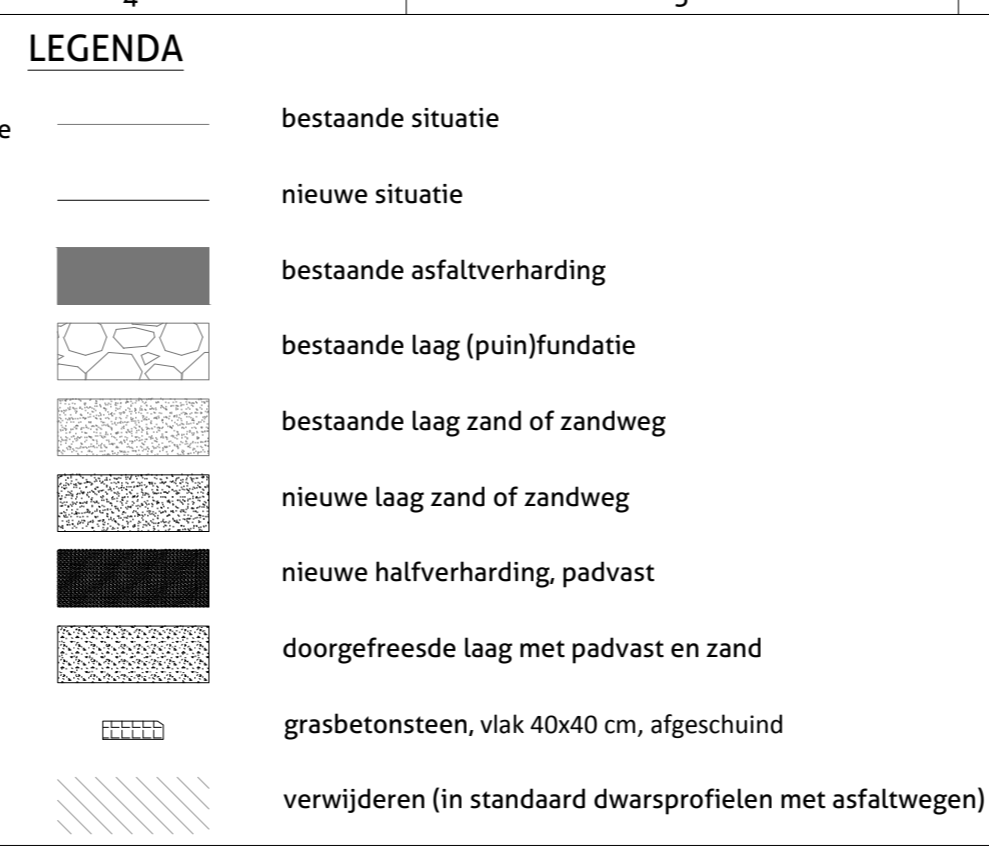 LEGENDA
e
bestaande situatie
nieuwe situatie
bestaande asfaltverharding
bestaande laag (puin)fundatie
bestaande laag zand of zandweg
nieuwe laag zand of zandweg
nieuwe halfverharding, padvast
doorgefreesde laag met padvast en zand
grasbetonsteen, vlak 40x40 cm, afgeschuind
verwijderen (in standaard dwarsprofielen met asfaltwegen)